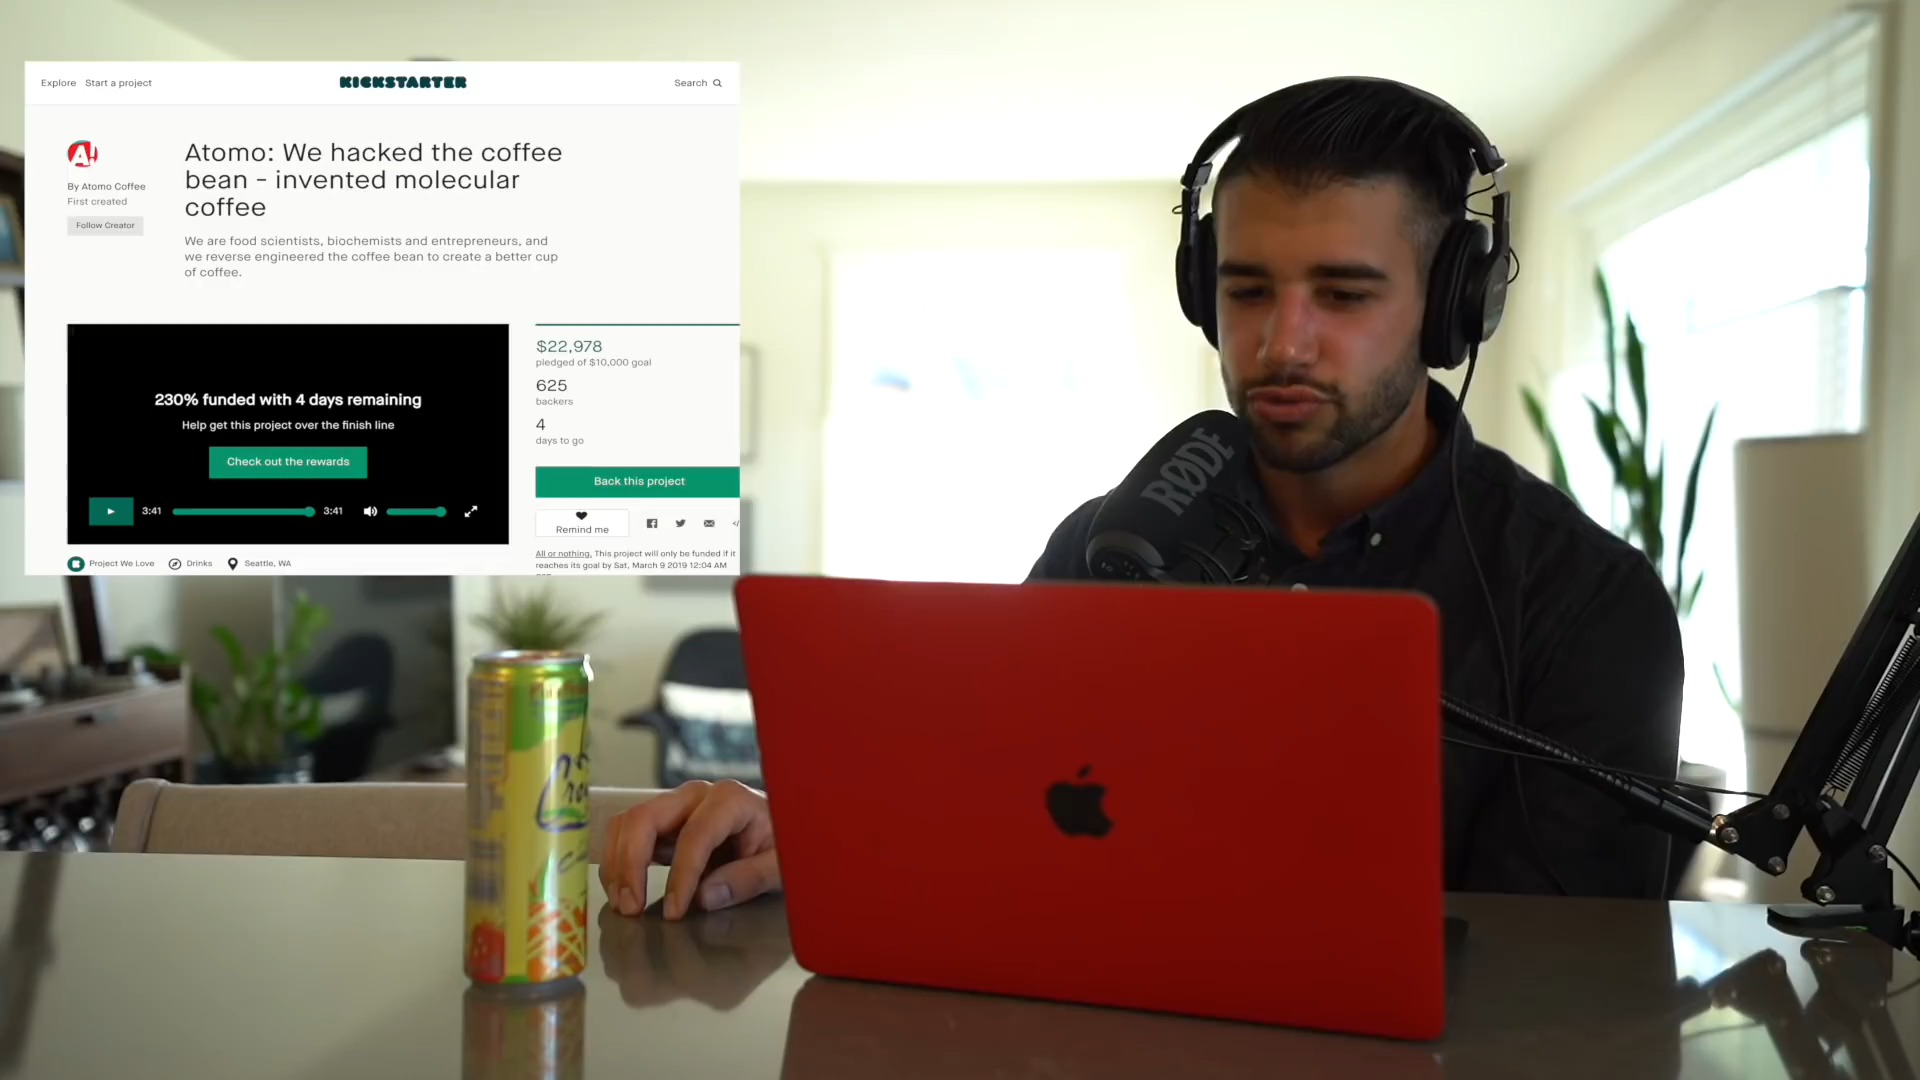 Explore Start a project KICKSTARTER Search
Atomo: We hacked the coffee
bean - invented molecular
coffee
By Atomo Coffee
First created
Follow Creator
We are food scientists, biochemists and entrepreneurs, and
we reverse engineered the coffee bean to create a better cup
of coffee.
230% funded with 4 days remaining
Help get this project over the finish line
Check out the rewards
3:41 3:41
$22,978
pledged of $10,000 goal
625
backers
4
days to go
Back this project
Remind me
All or nothing. This project will only be funded if it
reaches its goal by Sat, March 9 2019 12:04 AM
Project We Love Drinks Seattle, WA
RØDE